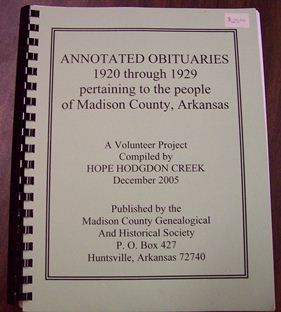 ANNOTATED OBITUARIES
1920 through 1929
pertaining to the people
of Madison County, Arkansas
A Volunteer Project
Compiled by
HOPE HODGDON CREEK
December 2005
Published by the
Madison County Genealogical
And Historical Society
P. O. Box 427
Huntsville, Arkansas 72740